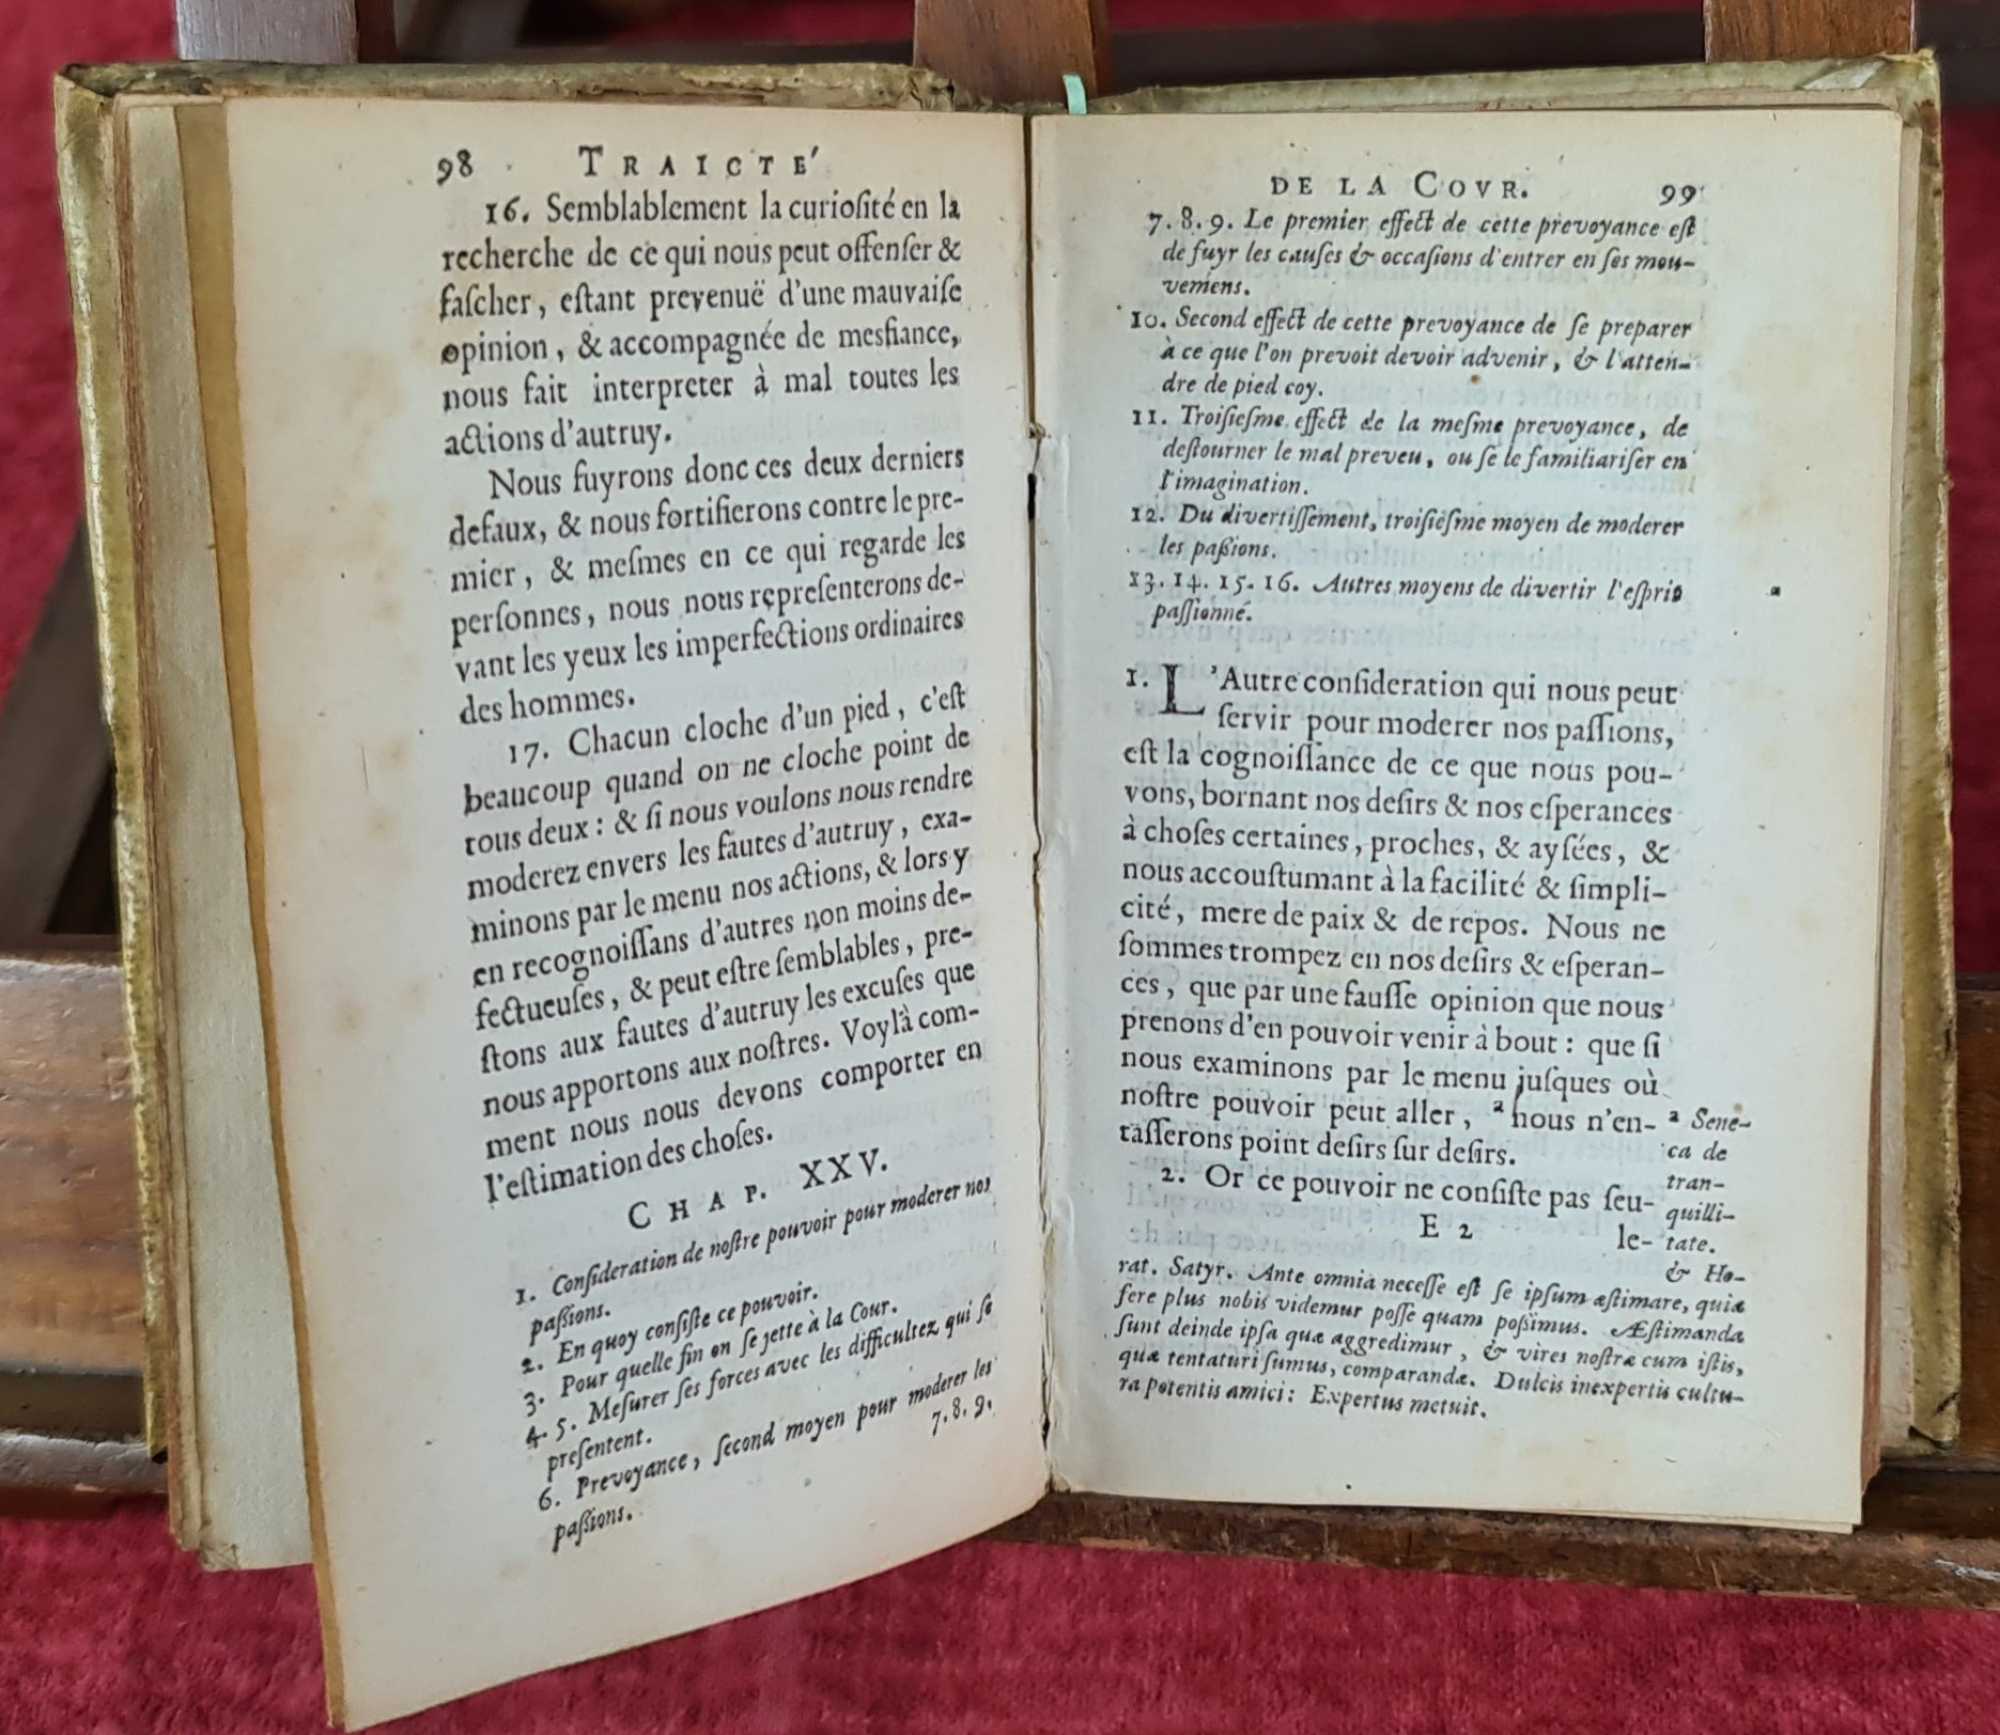 98 TRAICTE'
16. Semblablement la curioſité en la
recherche de ce qui nous peut offenſer &
faſcher, eſtant prevenuë d'une mauvaiſe
opinion, & accompagnée de mesfiance,
nous fait interpreter à mal toutes les
actions d'autruy.
Nous fuyrons donc ces deux derniers
defaux, & nous fortifierons contre le pre-
mier, & meſmes en ce qui regarde les
perſonnes, nous nous repreſenterons de-
vant les yeux les imperfections ordinaires
des hommes.
17. Chacun cloche d'un pied, c'eſt
beaucoup quand on ne cloche point de
tous deux: & ſi nous voulons nous rendre
moderez envers les fautes d'autruy, exa-
minons par le menu nos actions, & lors y
en recognoiſſans d'autres non moins de-
fectueuſes, & peut eſtre ſemblables, pre-
ſtons aux fautes d'autruy les excuſes que
nous apportons aux noſtres. Voylà com-
ment nous nous devons comporter en
l'eſtimation des choſes.
CHAP. XXV.
1. Conſideration de noſtre pouvoir pour moderer nos
paßions.
2. En quoy conſiſte ce pouvoir.
3. Pour quelle fin on ſe jette à la Cour.
4. 5. Meſurer ſes forces avec les difficultez qui ſe
preſentent.
6. Prevoyance, ſecond moyen pour moderer les
paßions.
7. 8. 9.
DE LA COVR. 99
7. 8. 9. Le premier effect de cette prevoyance eſt
de fuyr les cauſes & occaſions d'entrer en ſes mou-
vemens.
10. Second effect de cette prevoyance de ſe preparer
à ce que l'on prevoit devoir advenir, & l'atten-
dre de pied coy.
11. Troiſieſme effect de la meſme prevoyance, de
deſtourner le mal preveu, ou ſe le familiariſer en
l'imagination.
12. Du divertiſſement, troiſieſme moyen de moderer
les paßions.
13. 14. 15. 16. Autres moyens de divertir l'eſprit
paſſionné.
1. L'Autre conſideration qui nous peut
ſervir pour moderer nos paſſions,
eſt la cognoiſſance de ce que nous pou-
vons, bornant nos deſirs & nos eſperances
à choſes certaines, proches, & ayſées, &
nous accouſtumant à la facilité & ſimpli-
cité, mere de paix & de repos. Nous ne
ſommes trompez en nos deſirs & eſperan-
ces, que par une fauſſe opinion que nous
prenons d'en pouvoir venir à bout: que ſi
nous examinons par le menu juſques où
noſtre pouvoir peut aller, ² nous n'en-
taſſerons point deſirs ſur deſirs.
2. Or ce pouvoir ne conſiſte pas ſeu-
E 2 le-
² Sene-
ca de
tran-
quilli-
tate.
& Ho-
rat. Satyr. Ante omnia neceſſe eſt ſe ipſum æſtimare, quia
fere plus nobis videmur poſſe quam poßimus. Æſtimanda
ſunt deinde ipſa quæ aggredimur, & vires noſtræ cum iſtis,
quæ tentaturi ſumus, comparandæ. Dulcis inexpertis cultu-
ra potentis amici: Expertus metuit.